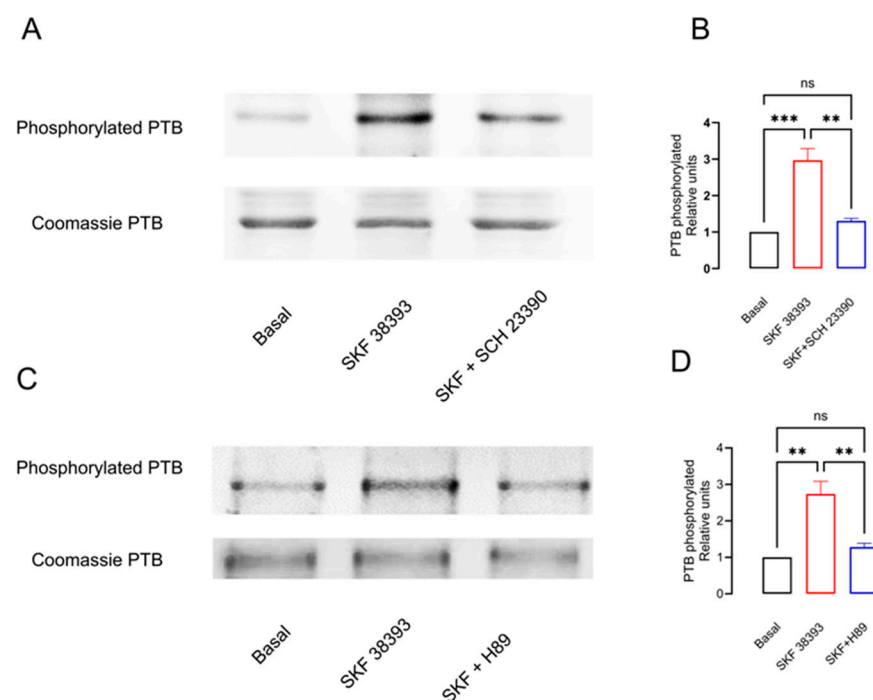 A
Phosphorylated PTB
Coomassie PTB
Basal
SKF 38393
SKF + SCH 23390
B
ns
*** **
PTB phosphorylated
Relative units
4
3
2
1
0
Basal
SKF 38393
SKF+SCH 23390
C
Phosphorylated PTB
Coomassie PTB
Basal
SKF 38393
SKF + H89
D
ns
** **
PTB phosphorylated
Relative units
4
3
2
1
0
Basal
SKF 38393
SKF+H89